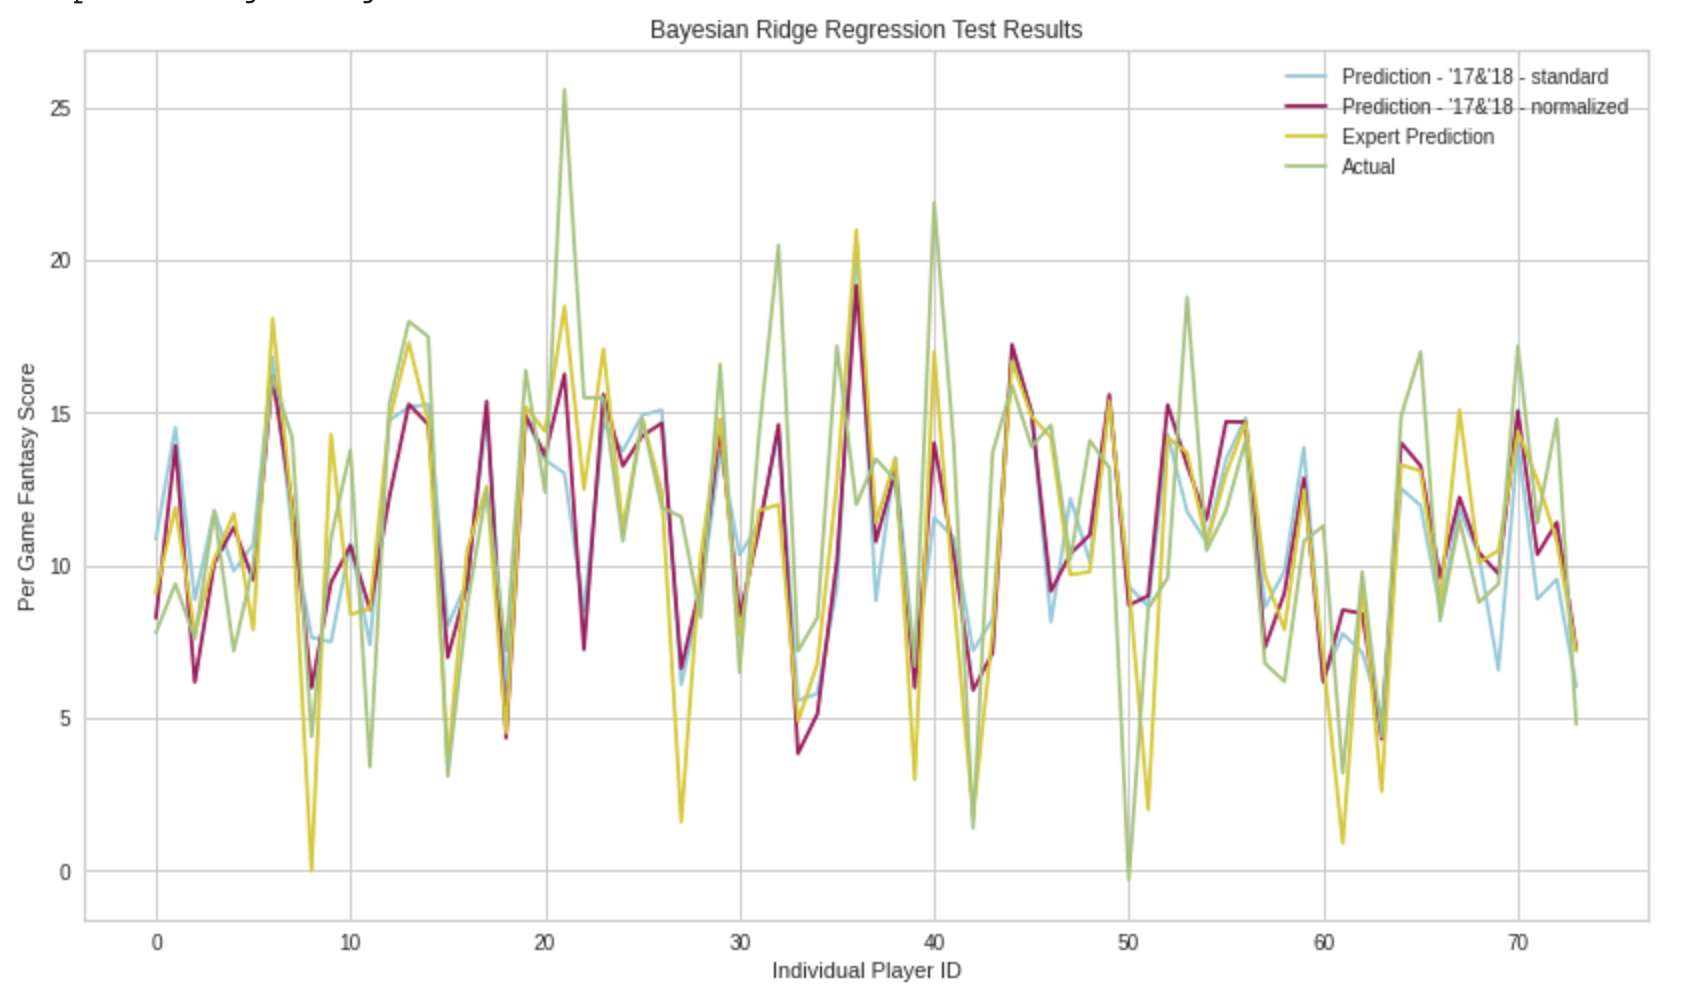 Bayesian Ridge Regression Test Results
Prediction - '17&'18 - standard
Prediction - '17&'18 - normalized
Expert Prediction
Actual
Per Game Fantasy Score
25
20
15
10
5
0
0 10 20 30 40 50 60 70
Individual Player ID